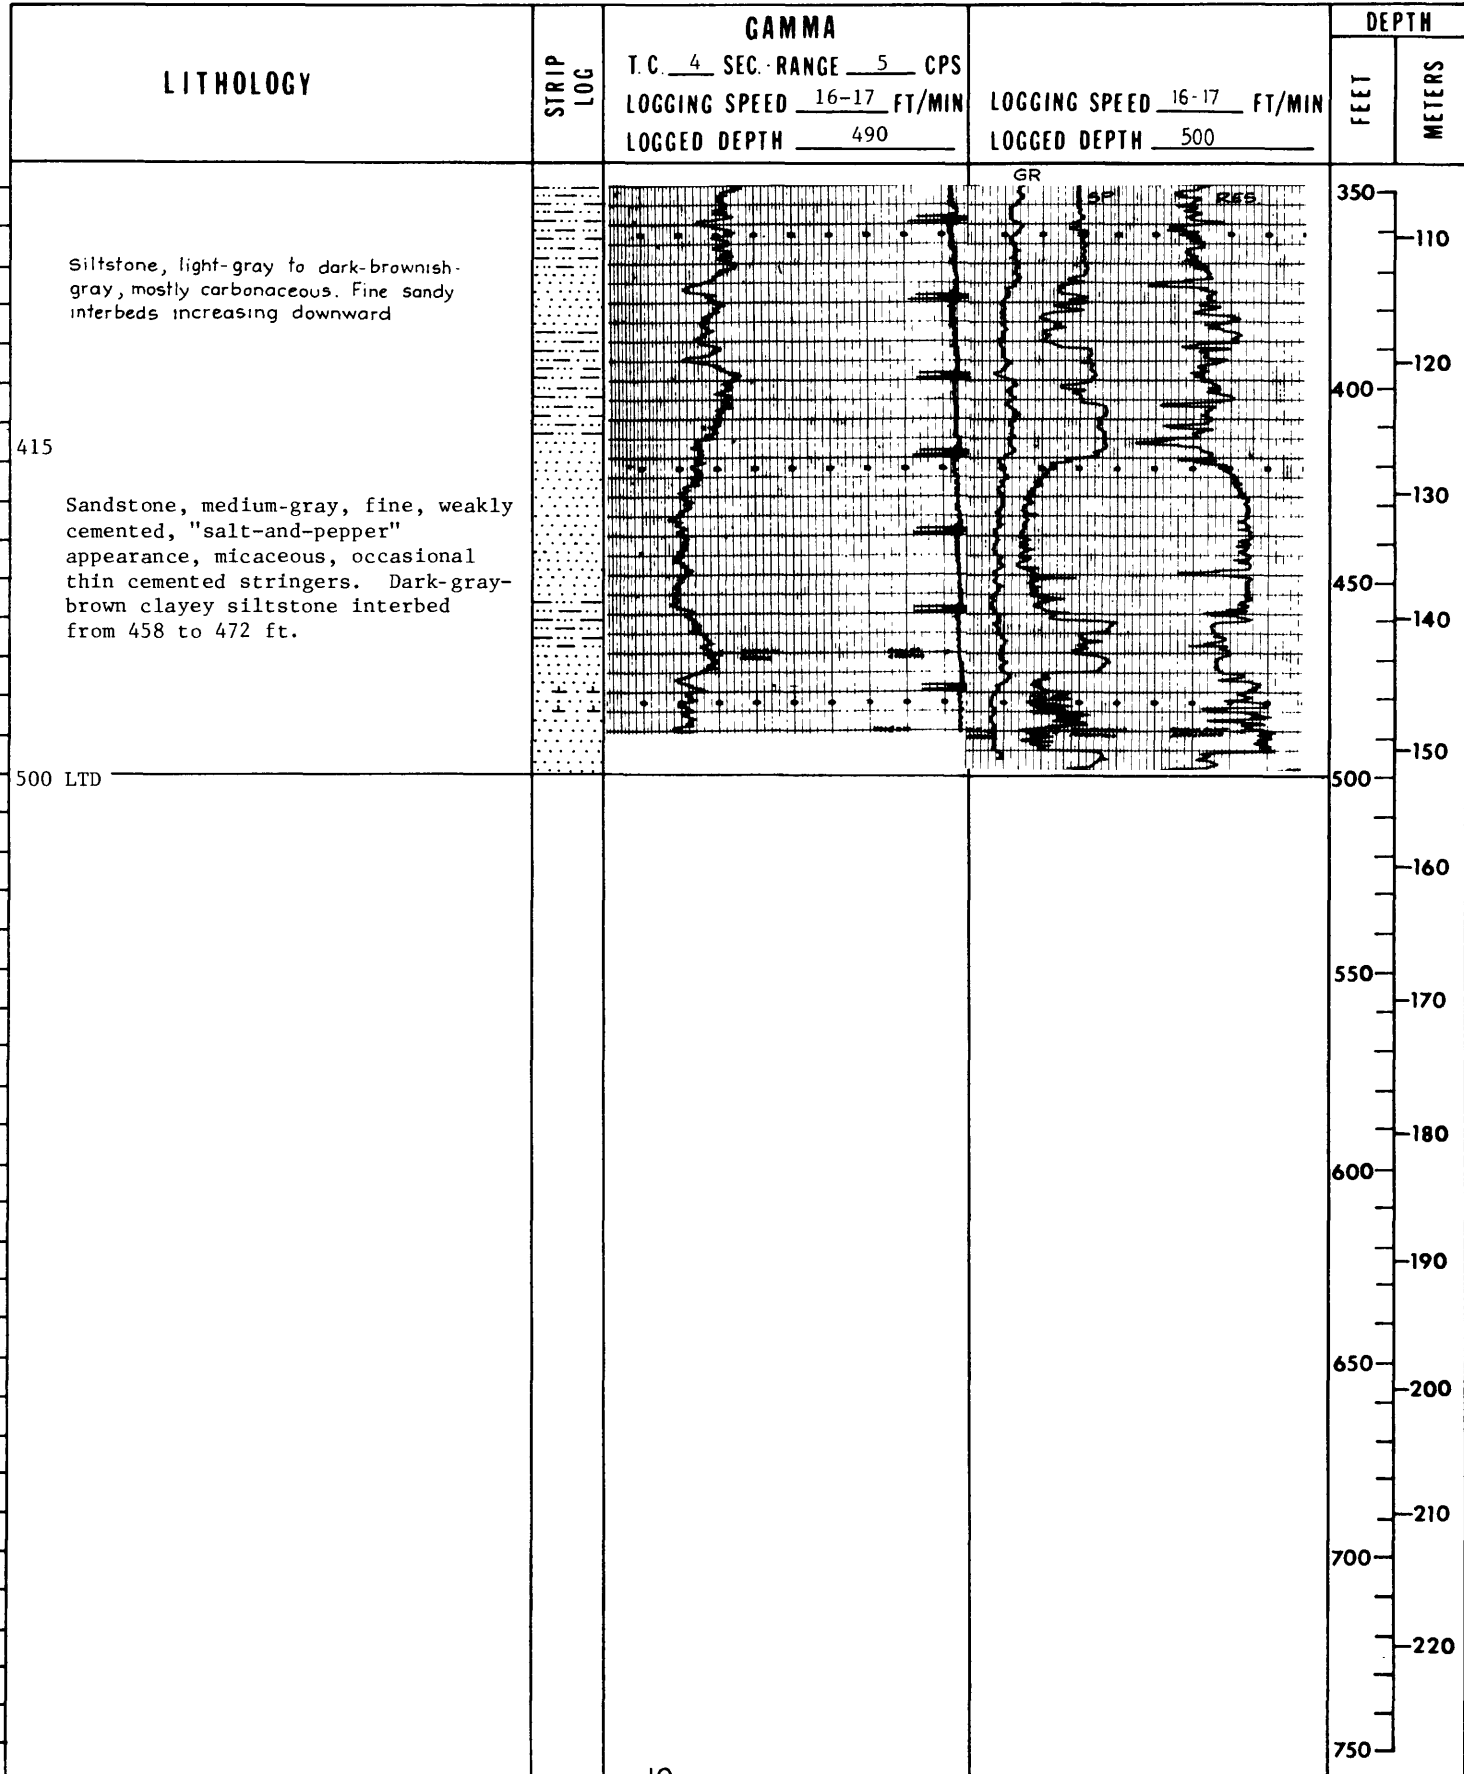 LITHOLOGY
STRIP LOG
GAMMA
T.C. 4 SEC. RANGE 5 CPS
LOGGING SPEED 16-17 FT/MIN
LOGGED DEPTH 490
LOGGING SPEED 16-17 FT/MIN
LOGGED DEPTH 500
DEPTH
FEET
METERS
GR
SP
RES
Siltstone, light-gray to dark-brownish-
gray, mostly carbonaceous. Fine sandy
interbeds increasing downward
415
Sandstone, medium-gray, fine, weakly
cemented, "salt-and-pepper"
appearance, micaceous, occasional
thin cemented stringers. Dark-gray-
brown clayey siltstone interbed
from 458 to 472 ft.
500 LTD
350
110
120
400
130
450
140
150
500
160
550
170
180
600
190
650
200
210
700
220
750